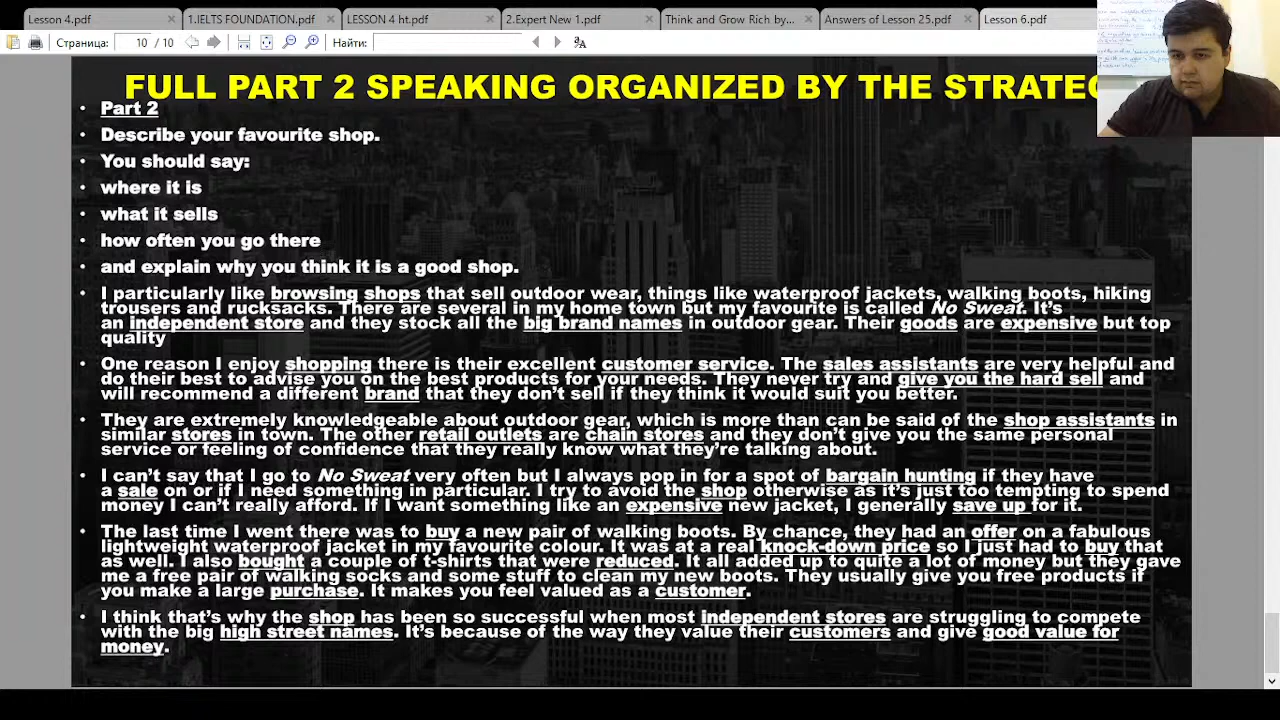 Lesson 4.pdf
1.IELTS FOUNDATION.pdf
LESSON 4 ht.pdf
2.Expert New 1.pdf
Think and Grow Rich by...
Answers of Lesson 25.pdf
Lesson 6.pdf
Страница: 10 / 10 Найти:
FULL PART 2 SPEAKING ORGANIZED BY THE STRATEG
• Part 2
• Describe your favourite shop.
• You should say:
• where it is
• what it sells
• how often you go there
• and explain why you think it is a good shop.
• I particularly like browsing shops that sell outdoor wear, things like waterproof jackets, walking boots, hiking
trousers and rucksacks. There are several in my home town but my favourite is called No Sweat. It’s
an independent store and they stock all the big brand names in outdoor gear. Their goods are expensive but top
quality
• One reason I enjoy shopping there is their excellent customer service. The sales assistants are very helpful and
do their best to advise you on the best products for your needs. They never try and give you the hard sell and
will recommend a different brand that they don’t sell if they think it would suit you better.
• They are extremely knowledgeable about outdoor gear, which is more than can be said of the shop assistants in
similar stores in town. The other retail outlets are chain stores and they don’t give you the same personal
service or feeling of confidence that they really know what they’re talking about.
• I can’t say that I go to No Sweat very often but I always pop in for a spot of bargain hunting if they have
a sale on or if I need something in particular. I try to avoid the shop otherwise as it’s just too tempting to spend
money I can’t really afford. If I want something like an expensive new jacket, I generally save up for it.
• The last time I went there was to buy a new pair of walking boots. By chance, they had an offer on a fabulous
lightweight waterproof jacket in my favourite colour. It was at a real knock-down price so I just had to buy that
as well. I also bought a couple of t-shirts that were reduced. It all added up to quite a lot of money but they gave
me a free pair of walking socks and some stuff to clean my new boots. They usually give you free products if
you make a large purchase. It makes you feel valued as a customer.
• I think that’s why the shop has been so successful when most independent stores are struggling to compete
with the big high street names. It’s because of the way they value their customers and give good value for
money.